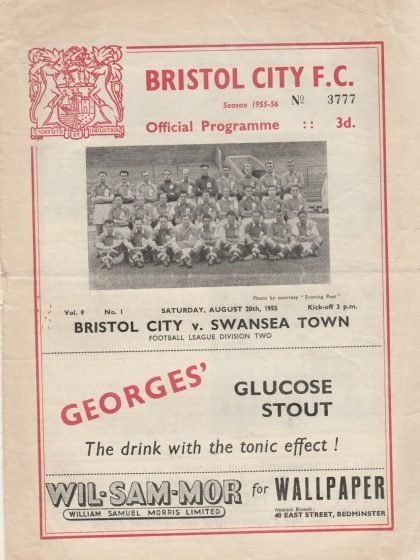 BRISTOL CITY F.C.
Season 1955-56 No 3777
Official Programme :: 3d.
VIRTUTE ET INDUSTRIA
Photo by courtesy "Evening Post"
Vol. 9 No. 1 SATURDAY, AUGUST 20th, 1955 Kick-off 3 p.m.
BRISTOL CITY v. SWANSEA TOWN
FOOTBALL LEAGUE DIVISION TWO
GEORGES' GLUCOSE
STOUT
The drink with the tonic effect !
WIL-SAM-MOR for WALLPAPER
WILLIAM SAMUEL MORRIS LIMITED
Nearest Branch:
40 EAST STREET, BEDMINSTER